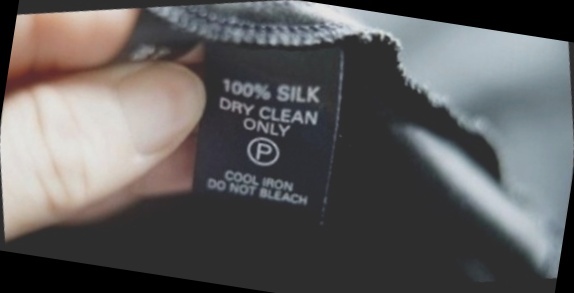 100% SILK
DRY CLEAN
ONLY
P
COOL IRON
DO NOT BLEACH